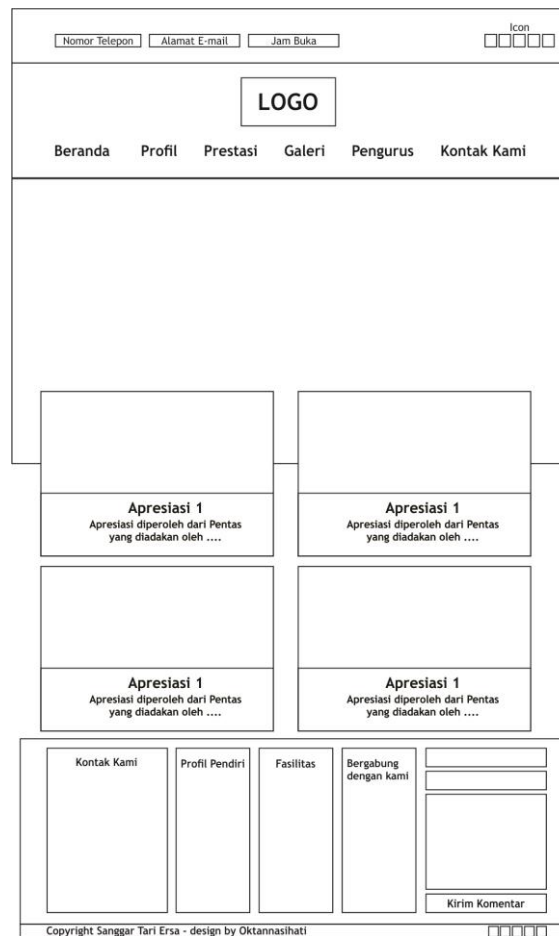 Icon
Nomor Telepon
Alamat E-mail
Jam Buka
LOGO
Beranda
Profil
Prestasi
Galeri
Pengurus
Kontak Kami
Apresiasi 1
Apresiasi diperoleh dari Pentas
yang diadakan oleh ....
Apresiasi 1
Apresiasi diperoleh dari Pentas
yang diadakan oleh ....
Apresiasi 1
Apresiasi diperoleh dari Pentas
yang diadakan oleh ....
Apresiasi 1
Apresiasi diperoleh dari Pentas
yang diadakan oleh ....
Kontak Kami
Profil Pendiri
Fasilitas
Bergabung
dengan kami
Kirim Komentar
Copyright Sanggar Tari Ersa - design by Oktannasihati